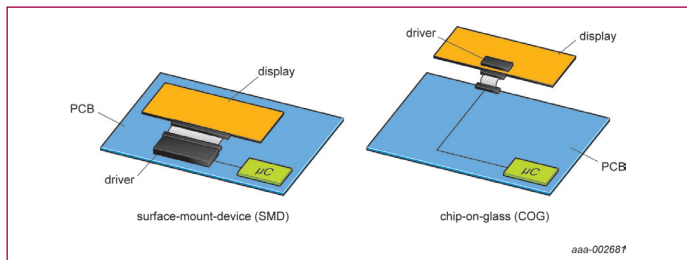 display
PCB
driver
µC
surface-mount-device (SMD)
driver
display
µC
PCB
chip-on-glass (COG)
aaa-002681